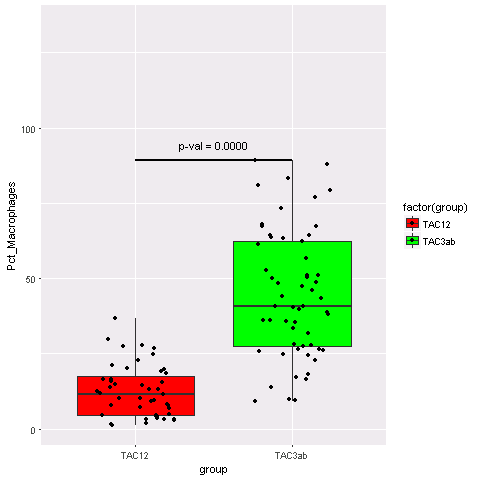 p-val = 0.0000
100
50
0
Pct_Macrophages
TAC12
TAC3ab
group
factor(group)
TAC12
TAC3ab